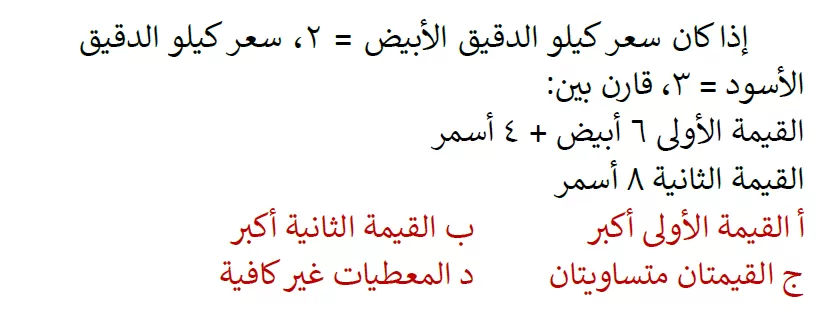 إذا كان سعر كيلو الدقيق الأبيض = ٢، سعر كيلو الدقيق
الأسود = ٣، قارن بين:
القيمة الأولى ٦ أبيض + ٤ أسمر
القيمة الثانية ٨ أسمر
أ القيمة الأولى أكبر ب القيمة الثانية أكبر
ج القيمتان متساويتان د المعطيات غير كافية